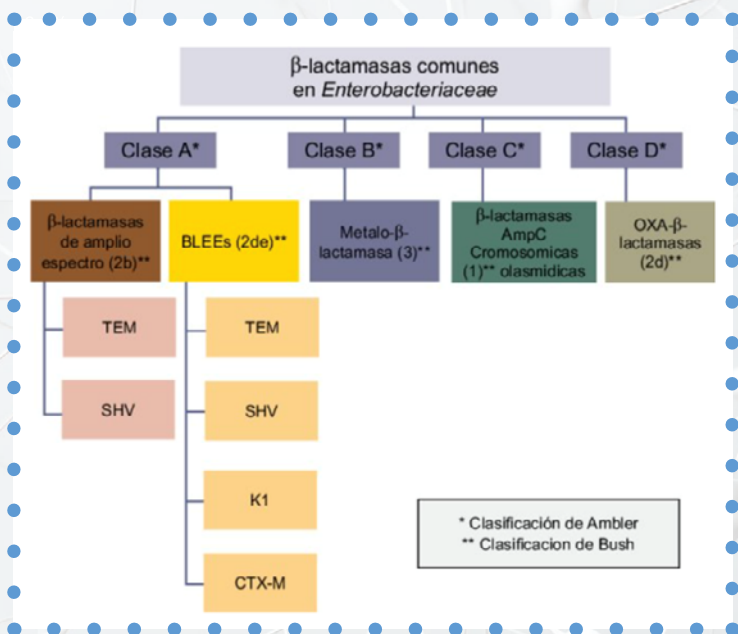 β-lactamasas comunes
en Enterobacteriaceae
Clase A*
Clase B*
Clase C*
Clase D*
β-lactamasas
de amplio
espectro (2b)**
BLEEs (2de)**
Metalo-β-
lactamasa (3)**
β-lactamasas
AmpC
Cromosomicas
(1)** olasmidicas
OXA-β-
lactamasas
(2d)**
TEM
SHV
TEM
SHV
K1
CTX-M
* Clasificación de Ambler
** Clasificacion de Bush